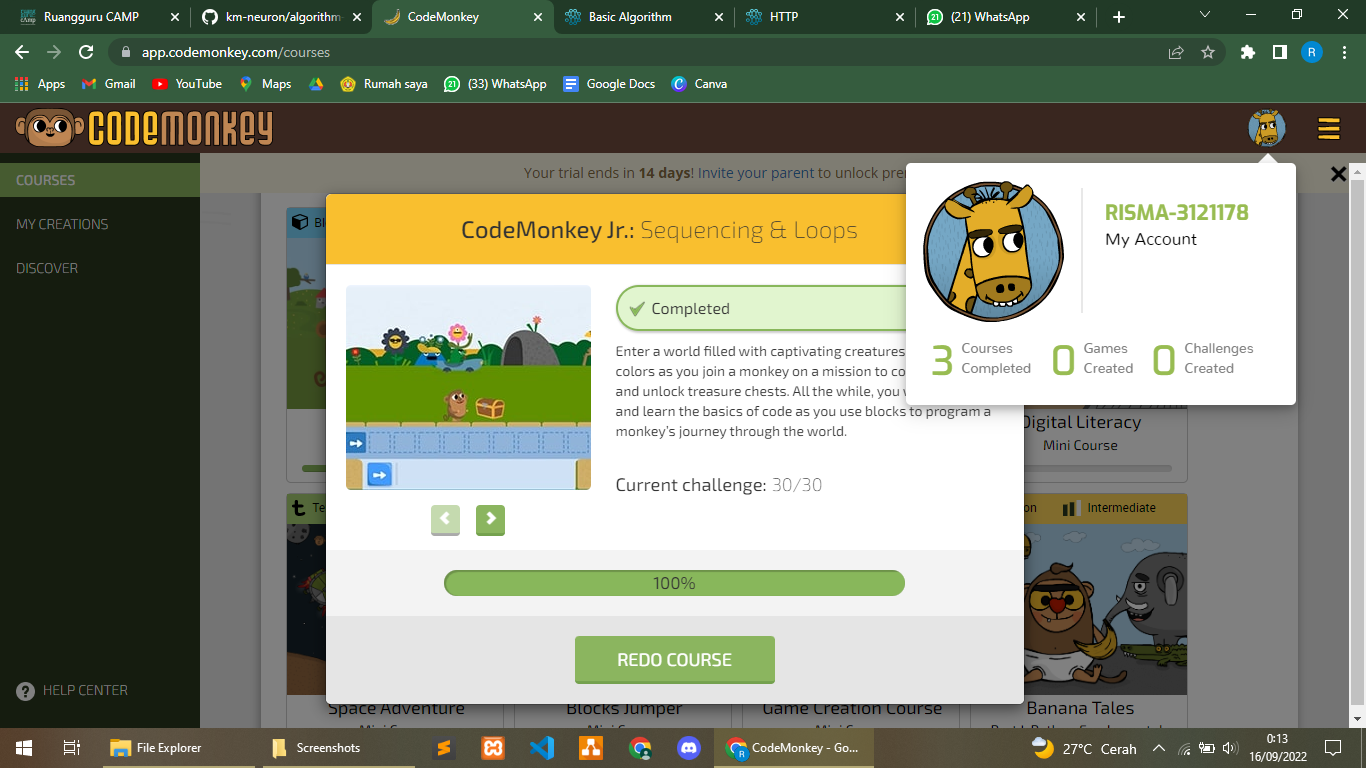 Ruangguru CAMP
km-neuron/algorithm-
CodeMonkey
Basic Algorithm
HTTP
(21) WhatsApp
app.codemonkey.com/courses
R
Apps
Gmail
YouTube
Maps
Rumah saya
21
(33) WhatsApp
Google Docs
Canva
CODEMONKEY
COURSES
MY CREATIONS
DISCOVER
HELP CENTER
Your trial ends in 14 days! Invite your parent to unlock pre
CodeMonkey Jr.: Sequencing & Loops
Completed
Enter a world filled with captivating creatures
colors as you join a monkey on a mission to co
and unlock treasure chests. All the while, you
and learn the basics of code as you use blocks to program a
monkey's journey through the world.
Current challenge: 30/30
100%
REDO COURSE
RISMA-3121178
My Account
3 Courses Completed
0 Games Created
0 Challenges Created
Digital Literacy
Mini Course
Intermediate
Space Adventure
Blocks Jumper
Game Creation Course
Banana Tales
File Explorer
Screenshots
CodeMonkey - Go...
27°C Cerah
0:13
16/09/2022